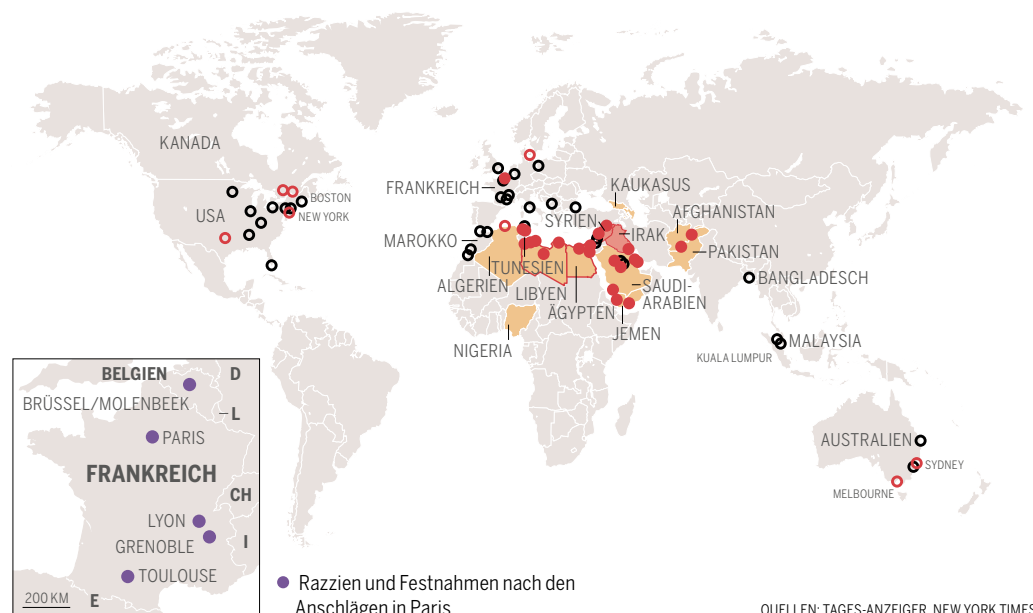 KANADA
BOSTON
USA
NEW YORK
FRANKREICH
KAUKASUS
SYRIEN
AFGHANISTAN
IRAK
MAROKKO
PAKISTAN
TUNESIEN
ALGERIEN
BANGLADESCH
LIBYEN
SAUDI-
ARABIEN
ÄGYPTEN
JEMEN
NIGERIA
MALAYSIA
KUALA LUMPUR
AUSTRALIEN
SYDNEY
MELBOURNE
BELGIEN
D
BRÜSSEL/MOLENBEEK
L
PARIS
FRANKREICH
CH
LYON
GRENOBLE
I
TOULOUSE
200 KM
E
Razzien und Festnahmen nach den
Anschlägen in Paris
QUELLEN: TAGES-ANZEIGER, NEW YORK TIMES